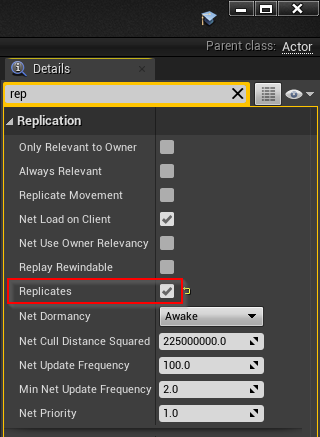 Parent class: Actor
Details
rep
Replication
Only Relevant to Owner
Always Relevant
Replicate Movement
Net Load on Client
Net Use Owner Relevancy
Replay Rewindable
Replicates
Net Dormancy Awake
Net Cull Distance Squared 225000000.0
Net Update Frequency 100.0
Min Net Update Frequency 2.0
Net Priority 1.0